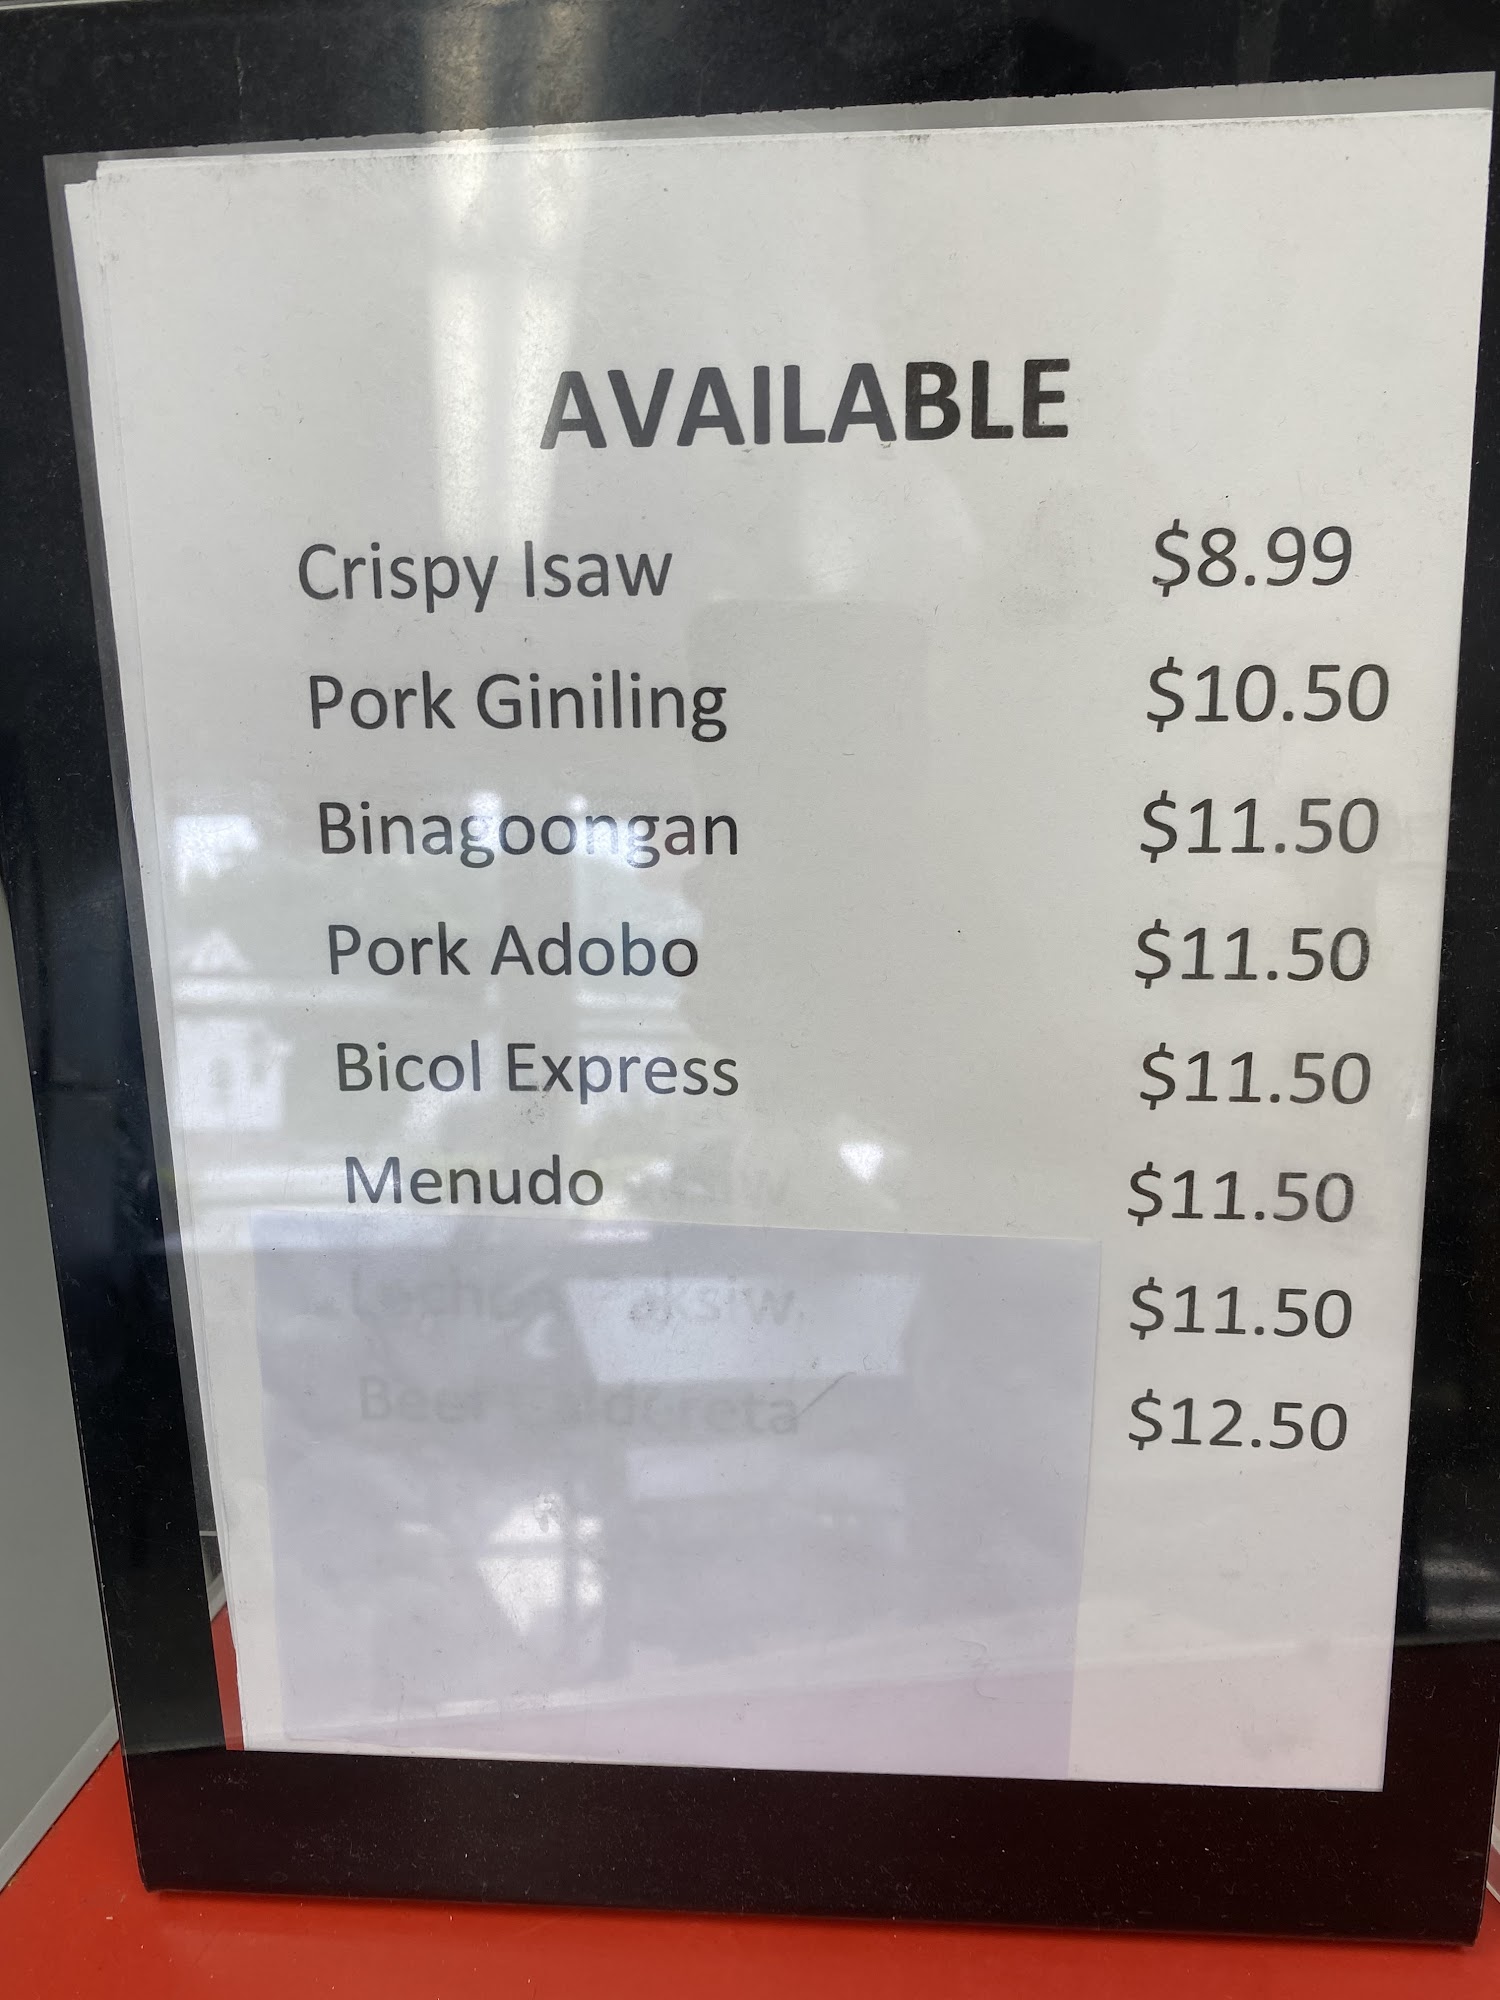 AVAILABLE
Crispy Isaw $8.99
Pork Giniling $10.50
Binagoongan $11.50
Pork Adobo $11.50
Bicol Express $11.50
Menudo $11.50
$11.50
$12.50